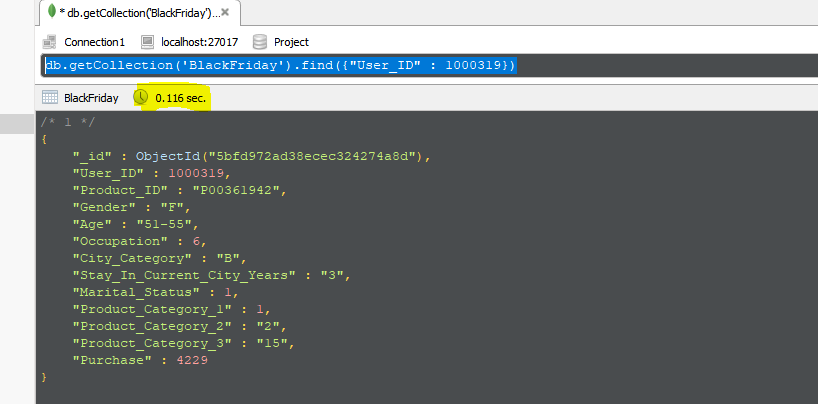 * db.getCollection('BlackFriday')...
Connection1 localhost:27017 Project
db.getCollection('BlackFriday').find({"User_ID" : 1000319})
BlackFriday 0.116 sec.
/* 1 */
{
"_id" : ObjectId("5bfd972ad38ecec324274a8d"),
"User_ID" : 1000319,
"Product_ID" : "P00361942",
"Gender" : "F",
"Age" : "51-55",
"Occupation" : 6,
"City_Category" : "B",
"Stay_In_Current_City_Years" : "3",
"Marital_Status" : 1,
"Product_Category_1" : 1,
"Product_Category_2" : "2",
"Product_Category_3" : "15",
"Purchase" : 4229
}